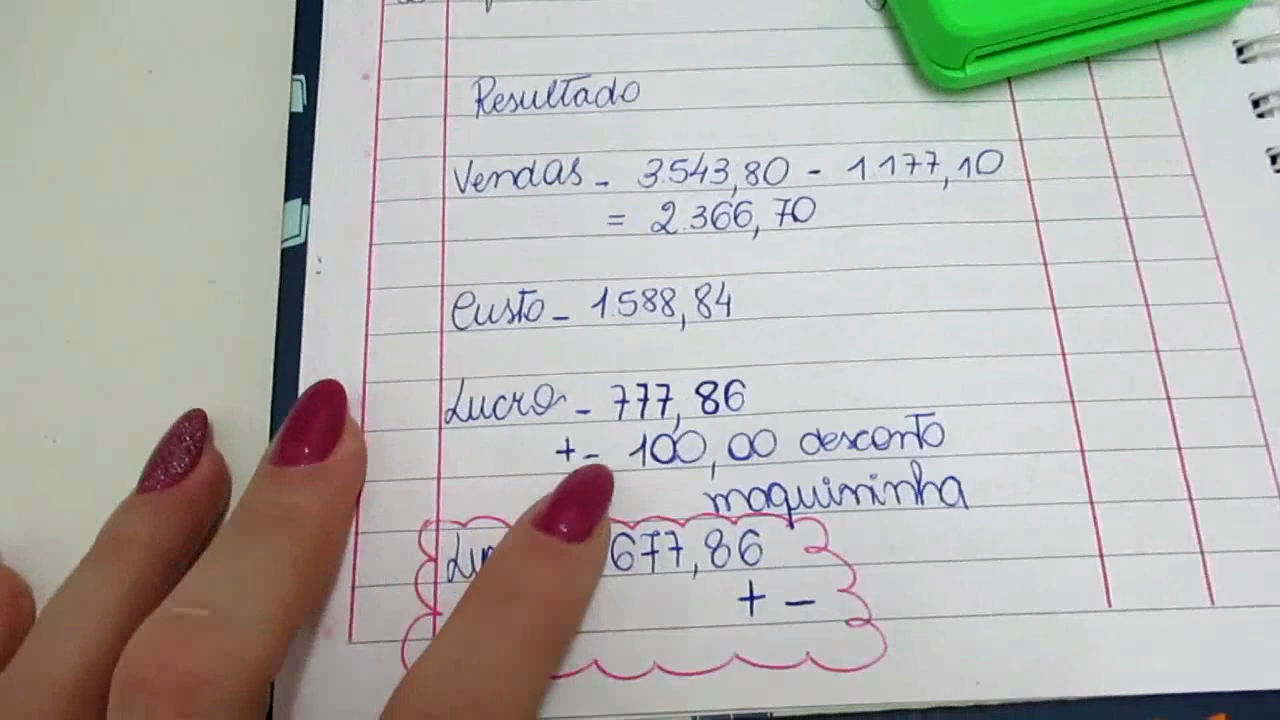 Resultado
Vendas - 3.543,80 - 1.177,10
= 2.366,70
Custo - 1.588,84
Lucro - 777,86
+- 100,00 desconto
maquininha
677,86
+ -